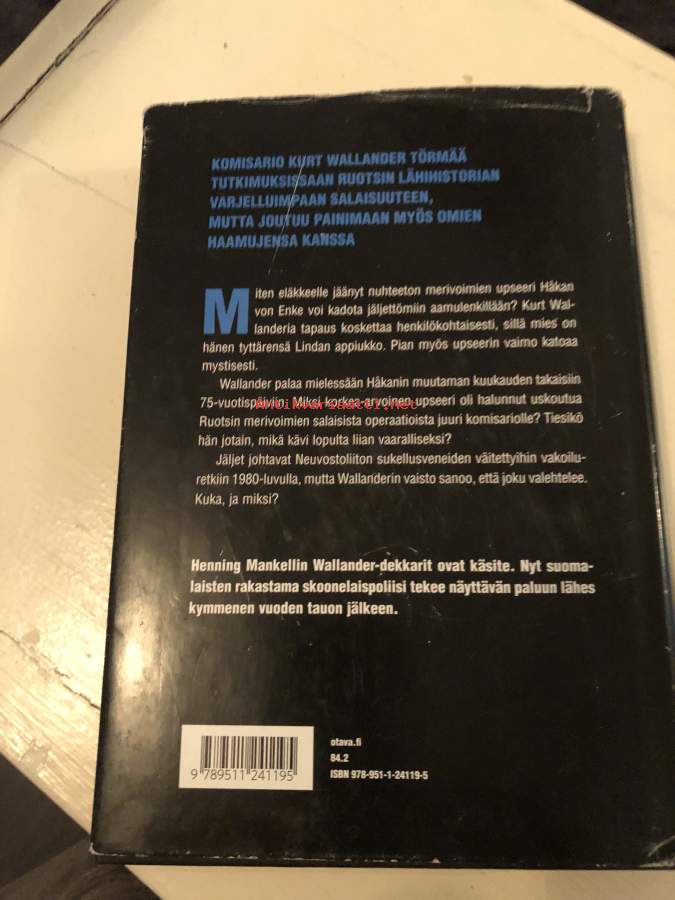 KOMISARIO KURT WALLANDER TÖRMÄÄ
TUTKIMUKSISSAAN RUOTSIN LÄHIHISTORIAN
VARJELLUIMPAAN SALAISUUTEEN,
MUTTA JOUTUU PAINIMAAN MYÖS OMIEN
HAAMUJENSA KANSSA
Miten eläkkeelle jäänyt nuhteeton merivoimien upseeri Håkan
von Enke voi kadota jäljettömiin aamulenkillään? Kurt Wal-
landeria tapaus koskettaa henkilökohtaisesti, sillä mies on
hänen tyttärensä Lindan appiukko. Pian myös upseerin vaimo katoaa
mystisesti.
Wallander palaa mielessään Håkanin muutaman kuukauden takaisiin
75-vuotispäiviin. Miksi korkea-arvoinen upseeri oli halunnut uskoutua
Antikvariaatti.net
Ruotsin merivoimien salaisista operaatioista juuri komisariolle? Tiesikö
hän jotain, mikä kävi lopulta liian vaaralliseksi?
Jäljet johtavat Neuvostoliiton sukellusveneiden väitettyihin vakoilu-
retkiin 1980-luvulla, mutta Wallanderin vaisto sanoo, että joku valehtelee.
Kuka, ja miksi?
Henning Mankellin Wallander-dekkarit ovat käsite. Nyt suoma-
laisten rakastama skoonelaispoliisi tekee näyttävän paluun lähes
kymmenen vuoden tauon jälkeen.
9 789511 241195
otava.fi
84.2
ISBN 978-951-1-24119-5